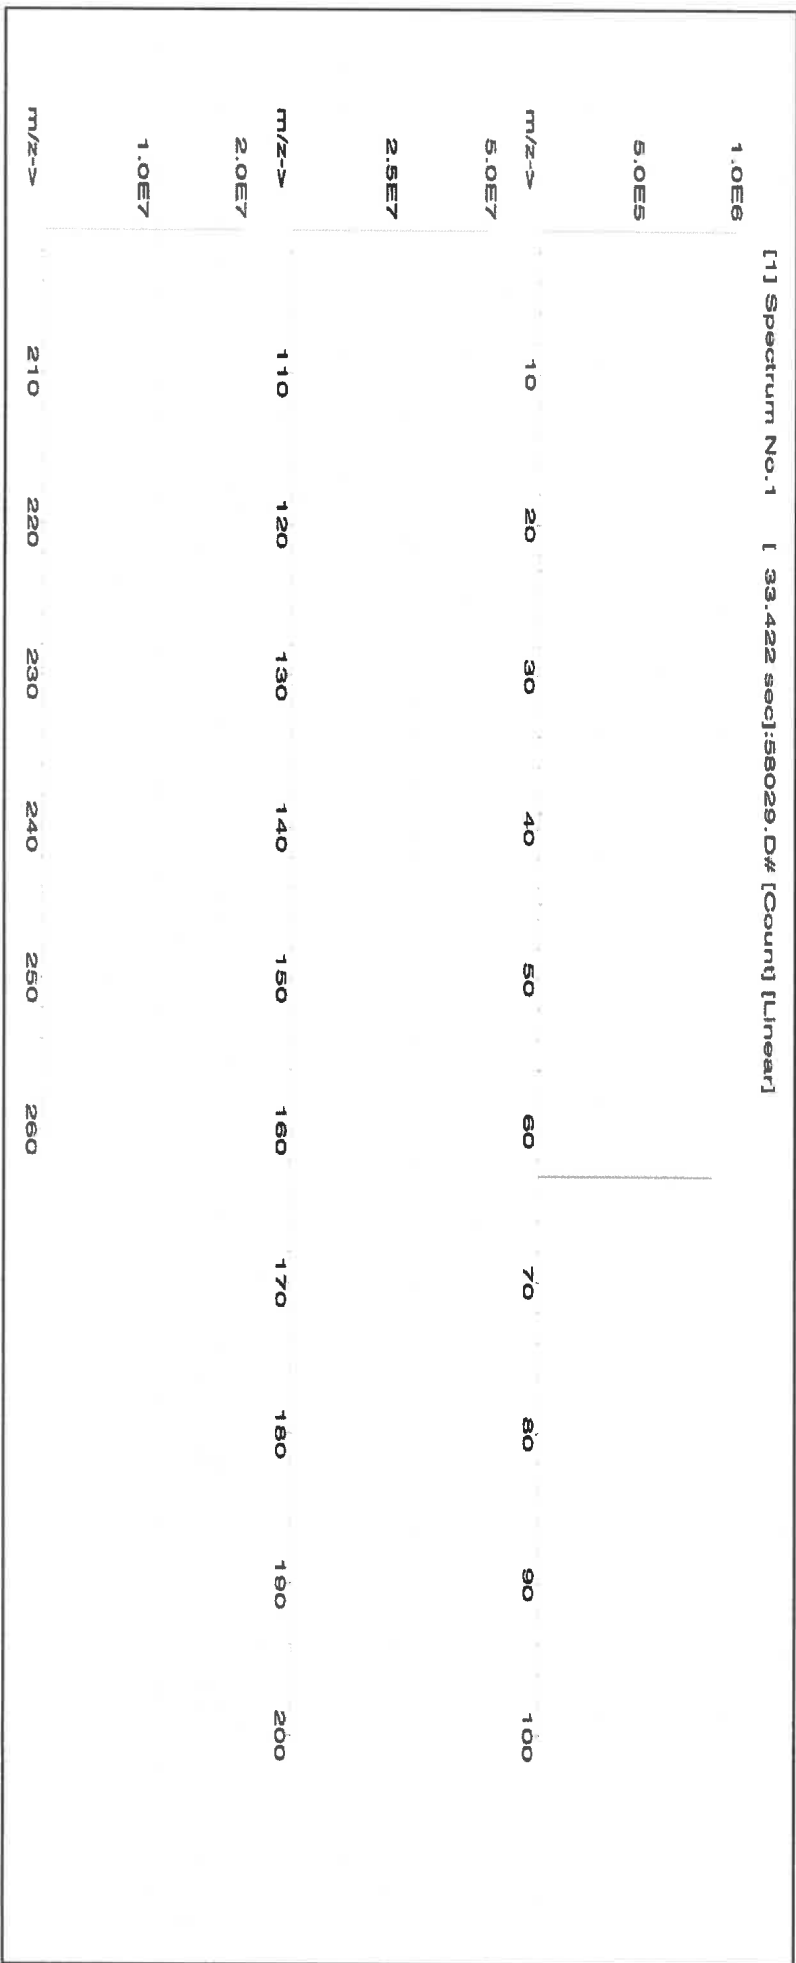 [1] Spectrum No.1 [ 33.422 sec]:58029.D# [Count] [Linear]
1.0E6
5.0E5
m/z-> 10 20 30 40 50 60 70 80 90 100
5.0E7
2.5E7
m/z-> 110 120 130 140 150 160 170 180 190 200
2.0E7
1.0E7
m/z-> 210 220 230 240 250 260